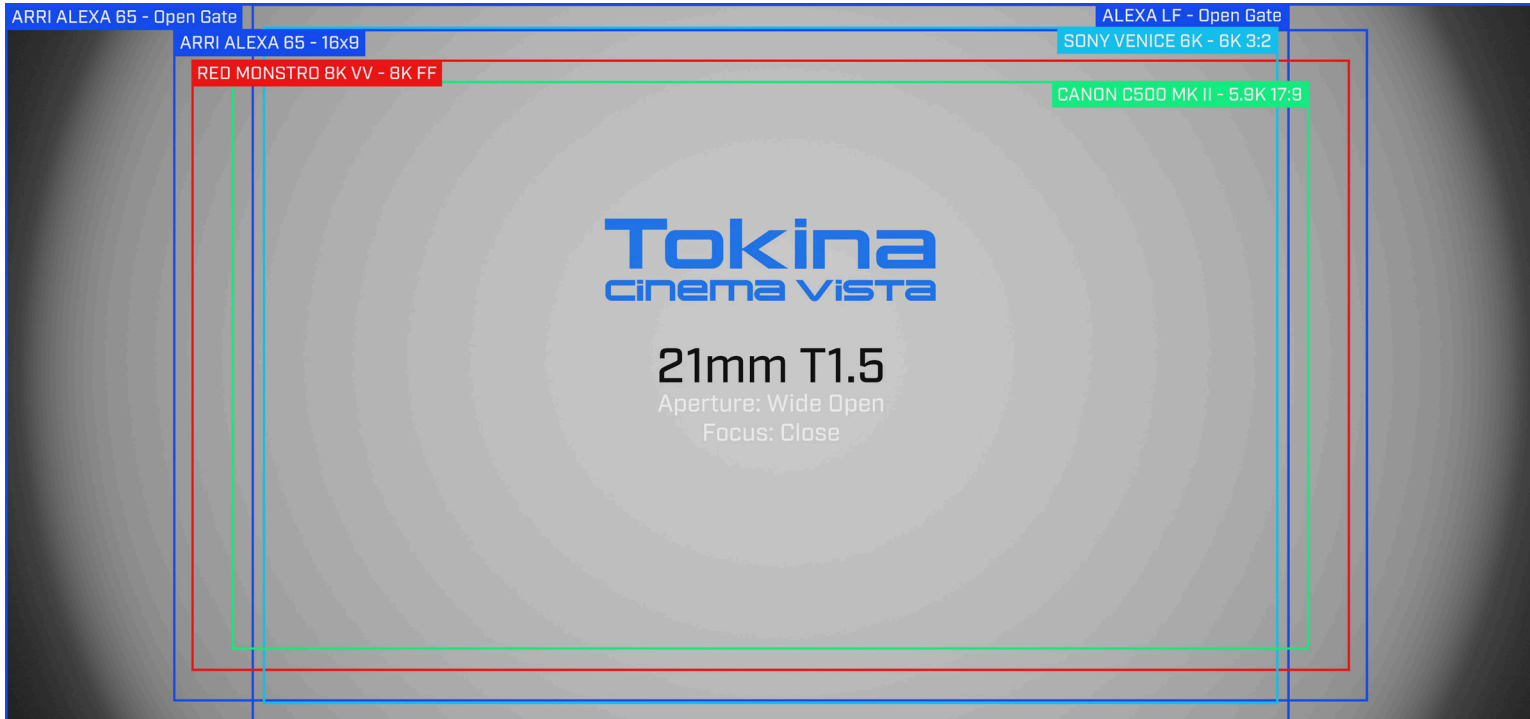 ARRI ALEXA 65 - Open Gate
ALEXA LF - Open Gate
ARRI ALEXA 65 - 16x9
SONY VENICE 6K - 6K 3:2
RED MONSTRO 8K VV - 8K FF
CANON C500 MK II - 5.9K 17:9
Tokina
cinema vista
21mm T1.5
Aperture: Wide Open
Focus: Close